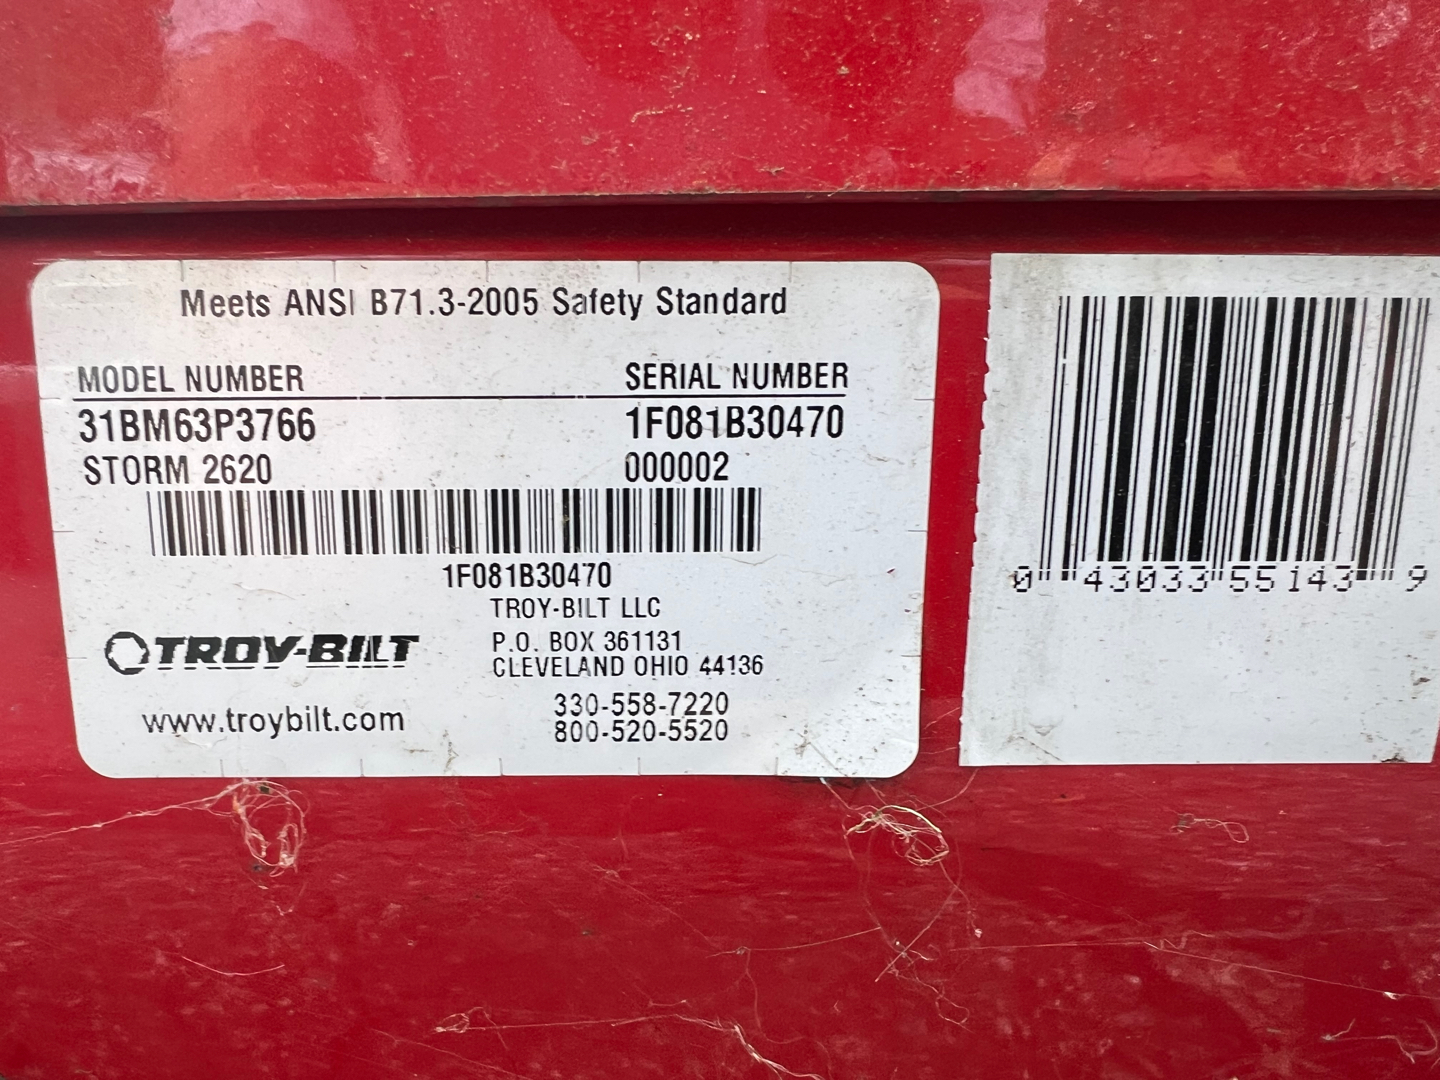 Meets ANSI B71.3-2005 Safety Standard
MODEL NUMBER SERIAL NUMBER
31BM63P3766 1F081B30470
STORM 2620 000002
1F081B30470
TROY-BILT LLC
P.O. BOX 361131
CLEVELAND OHIO 44136
TROY-BILT
www.troybilt.com
330-558-7220
800-520-5520
0 43033 55143 9